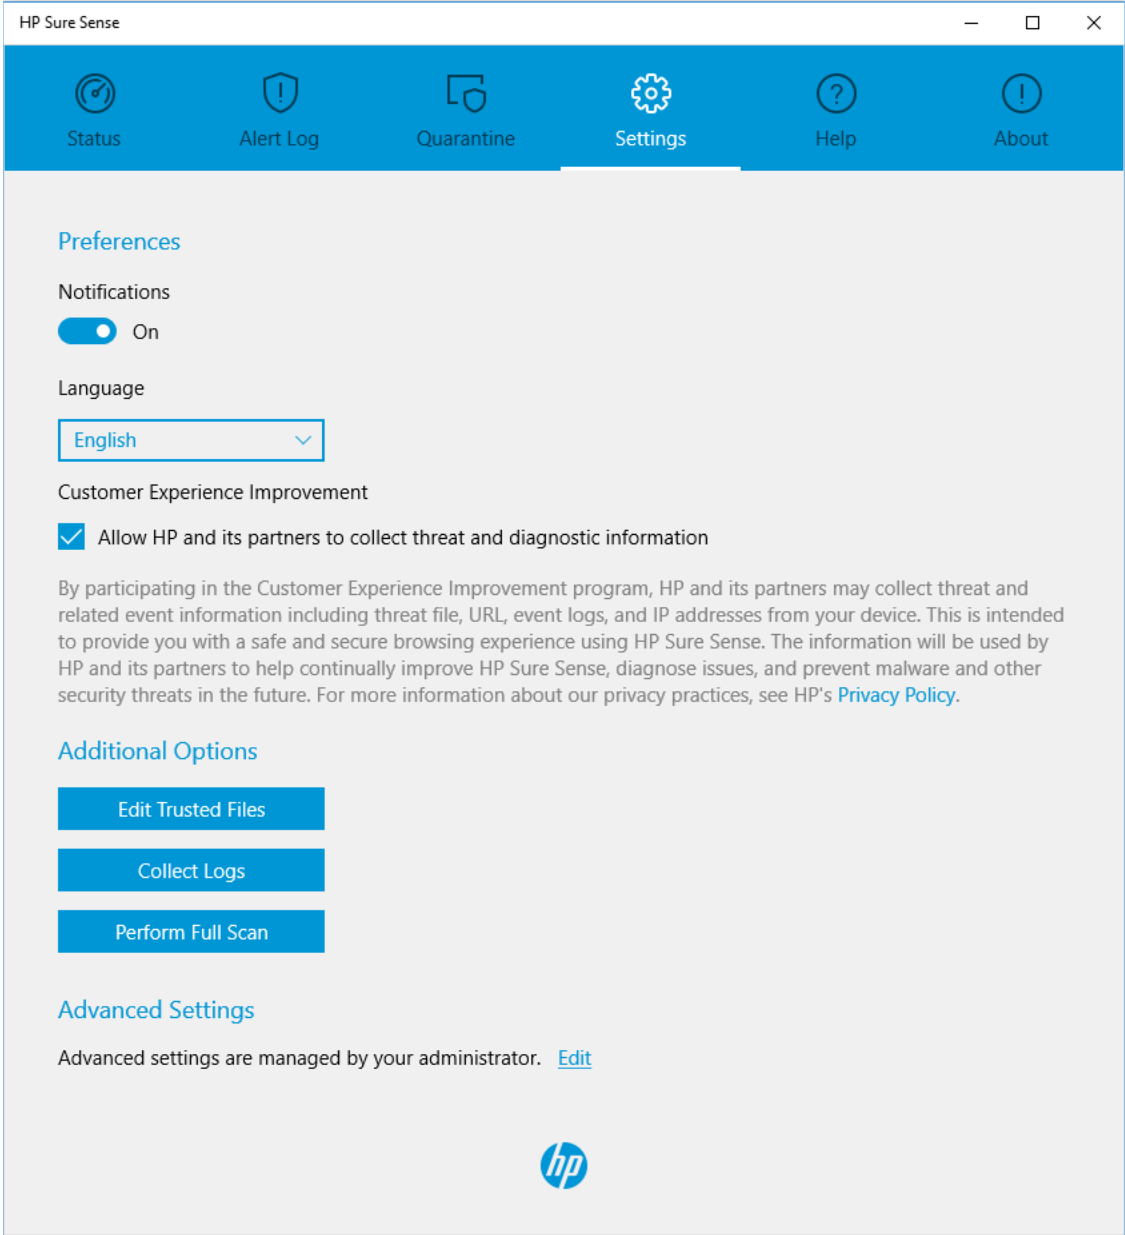 HP Sure Sense
Status
Alert Log
Quarantine
Settings
Help
About
Preferences
Notifications
On
Language
English
Customer Experience Improvement
Allow HP and its partners to collect threat and diagnostic information
By participating in the Customer Experience Improvement program, HP and its partners may collect threat and
related event information including threat file, URL, event logs, and IP addresses from your device. This is intended
to provide you with a safe and secure browsing experience using HP Sure Sense. The information will be used by
HP and its partners to help continually improve HP Sure Sense, diagnose issues, and prevent malware and other
security threats in the future. For more information about our privacy practices, see HP's Privacy Policy.
Additional Options
Edit Trusted Files
Collect Logs
Perform Full Scan
Advanced Settings
Advanced settings are managed by your administrator. Edit
hp